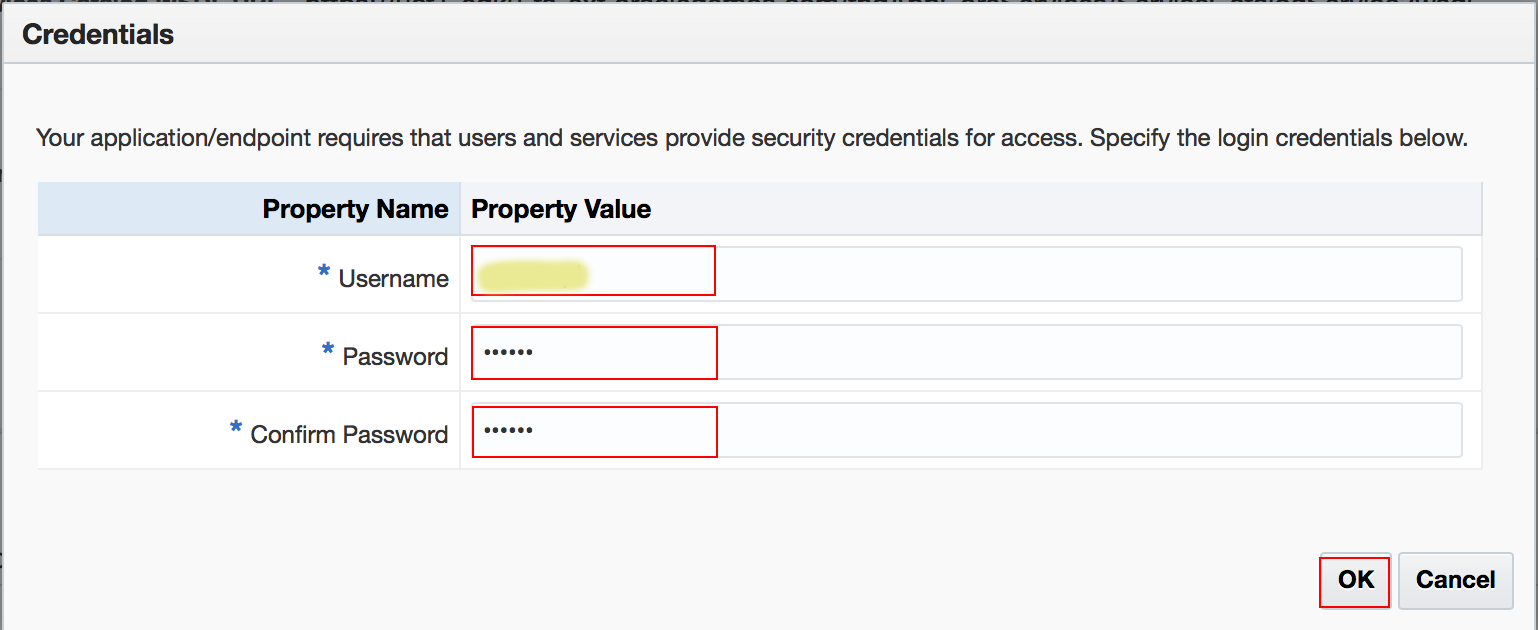 Credentials
Your application/endpoint requires that users and services provide security credentials for access. Specify the login credentials below.
Property Name Property Value
* Username
* Password ••••••
* Confirm Password ••••••
OK Cancel